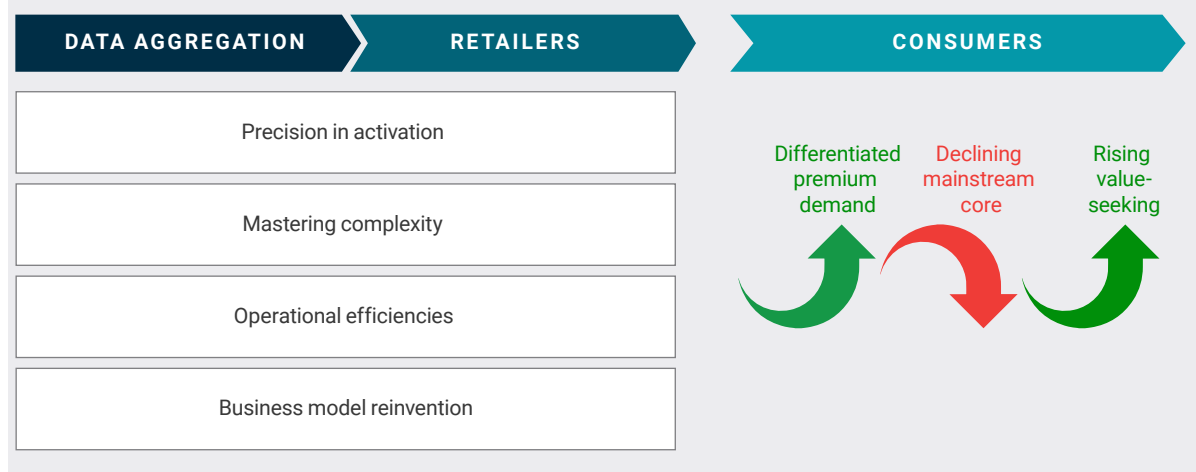 DATA AGGREGATION
RETAILERS
CONSUMERS
Precision in activation
Mastering complexity
Operational efficiencies
Business model reinvention
Differentiated
premium
demand
Declining
mainstream
core
Rising
value-
seeking